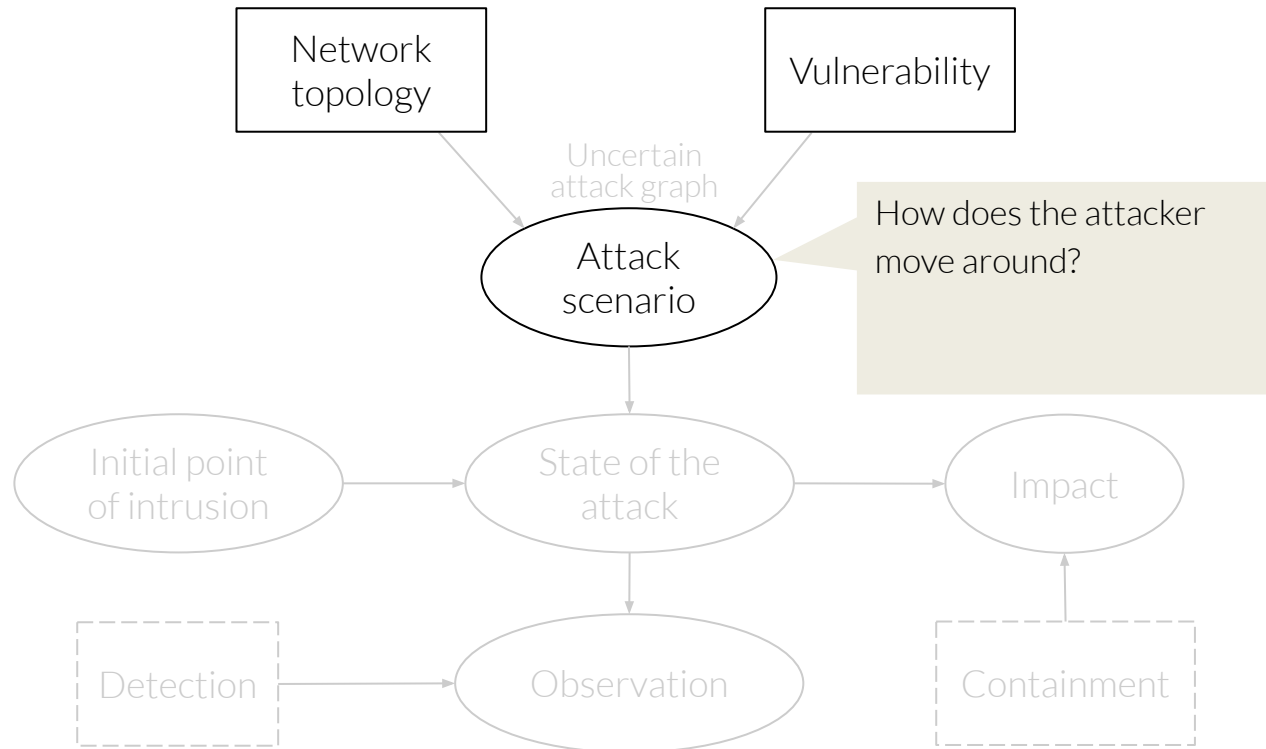 Network
topology
Vulnerability
Uncertain
attack graph
How does the attacker
move around?
Attack
scenario
Initial point
of intrusion
State of the
attack
Impact
Detection
Observation
Containment